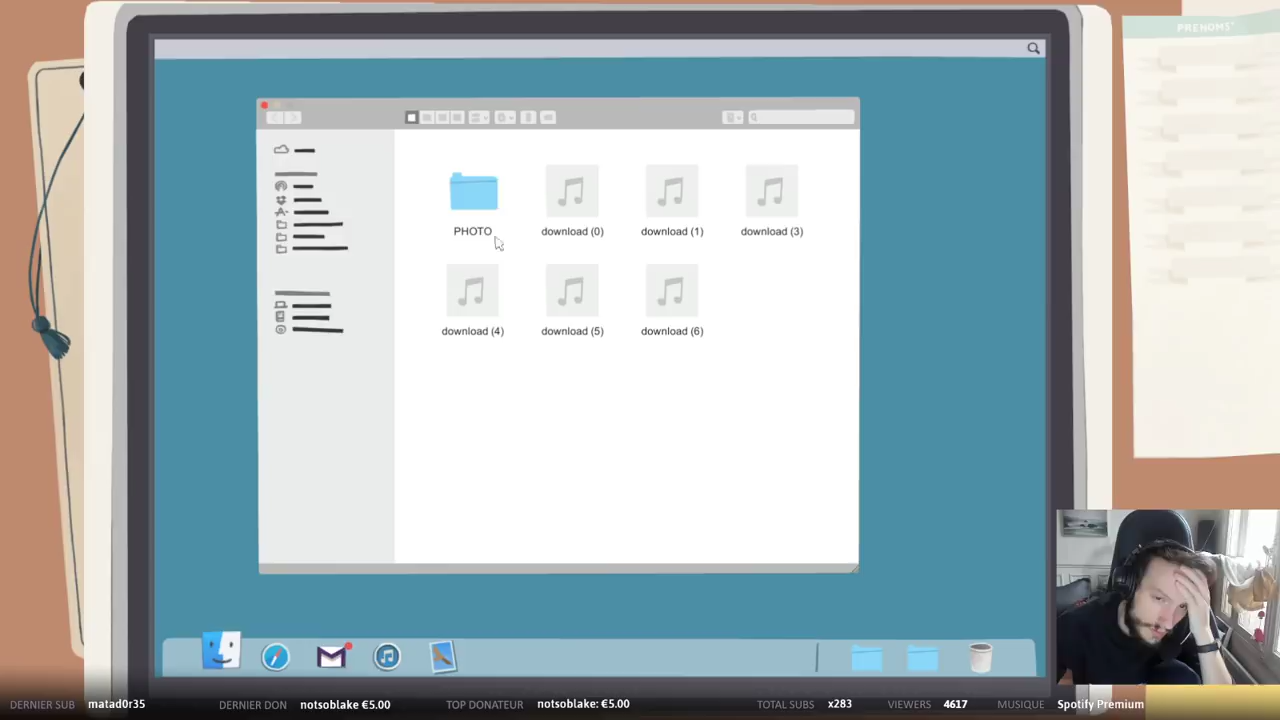 PREHOMS'
PHOTO
download (0)
download (1)
download (3)
download (4)
download (5)
download (6)
DERNIER SUB matad0r35
DERNIER DON notsoblake €5.00
TOP DONATEUR notsoblake: €5.00
TOTAL SUBS x283
VIEWERS 4617
MUSIQUE Spotify Premium